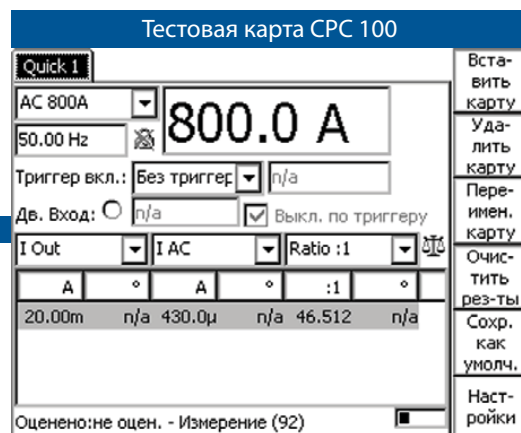 Тестовая карта CPC 100
Quick 1
AC 800A
800.0 A
50.00 Hz
Триггер вкл.: Без триггер n/a
Дв. Вход: n/a Выкл. по триггеру
I Out I AC Ratio :1
A ° A ° :1 °
20.00m n/a 430.0µ n/a 46.512 n/a
Оценено:не оцен. - Измерение (92)
Вста-
вить
карту
Уда-
лить
карту
Пере-
имен.
карту
Очис-
тить
рез-ты
Сохр.
как
умолч.
Наст-
ройки